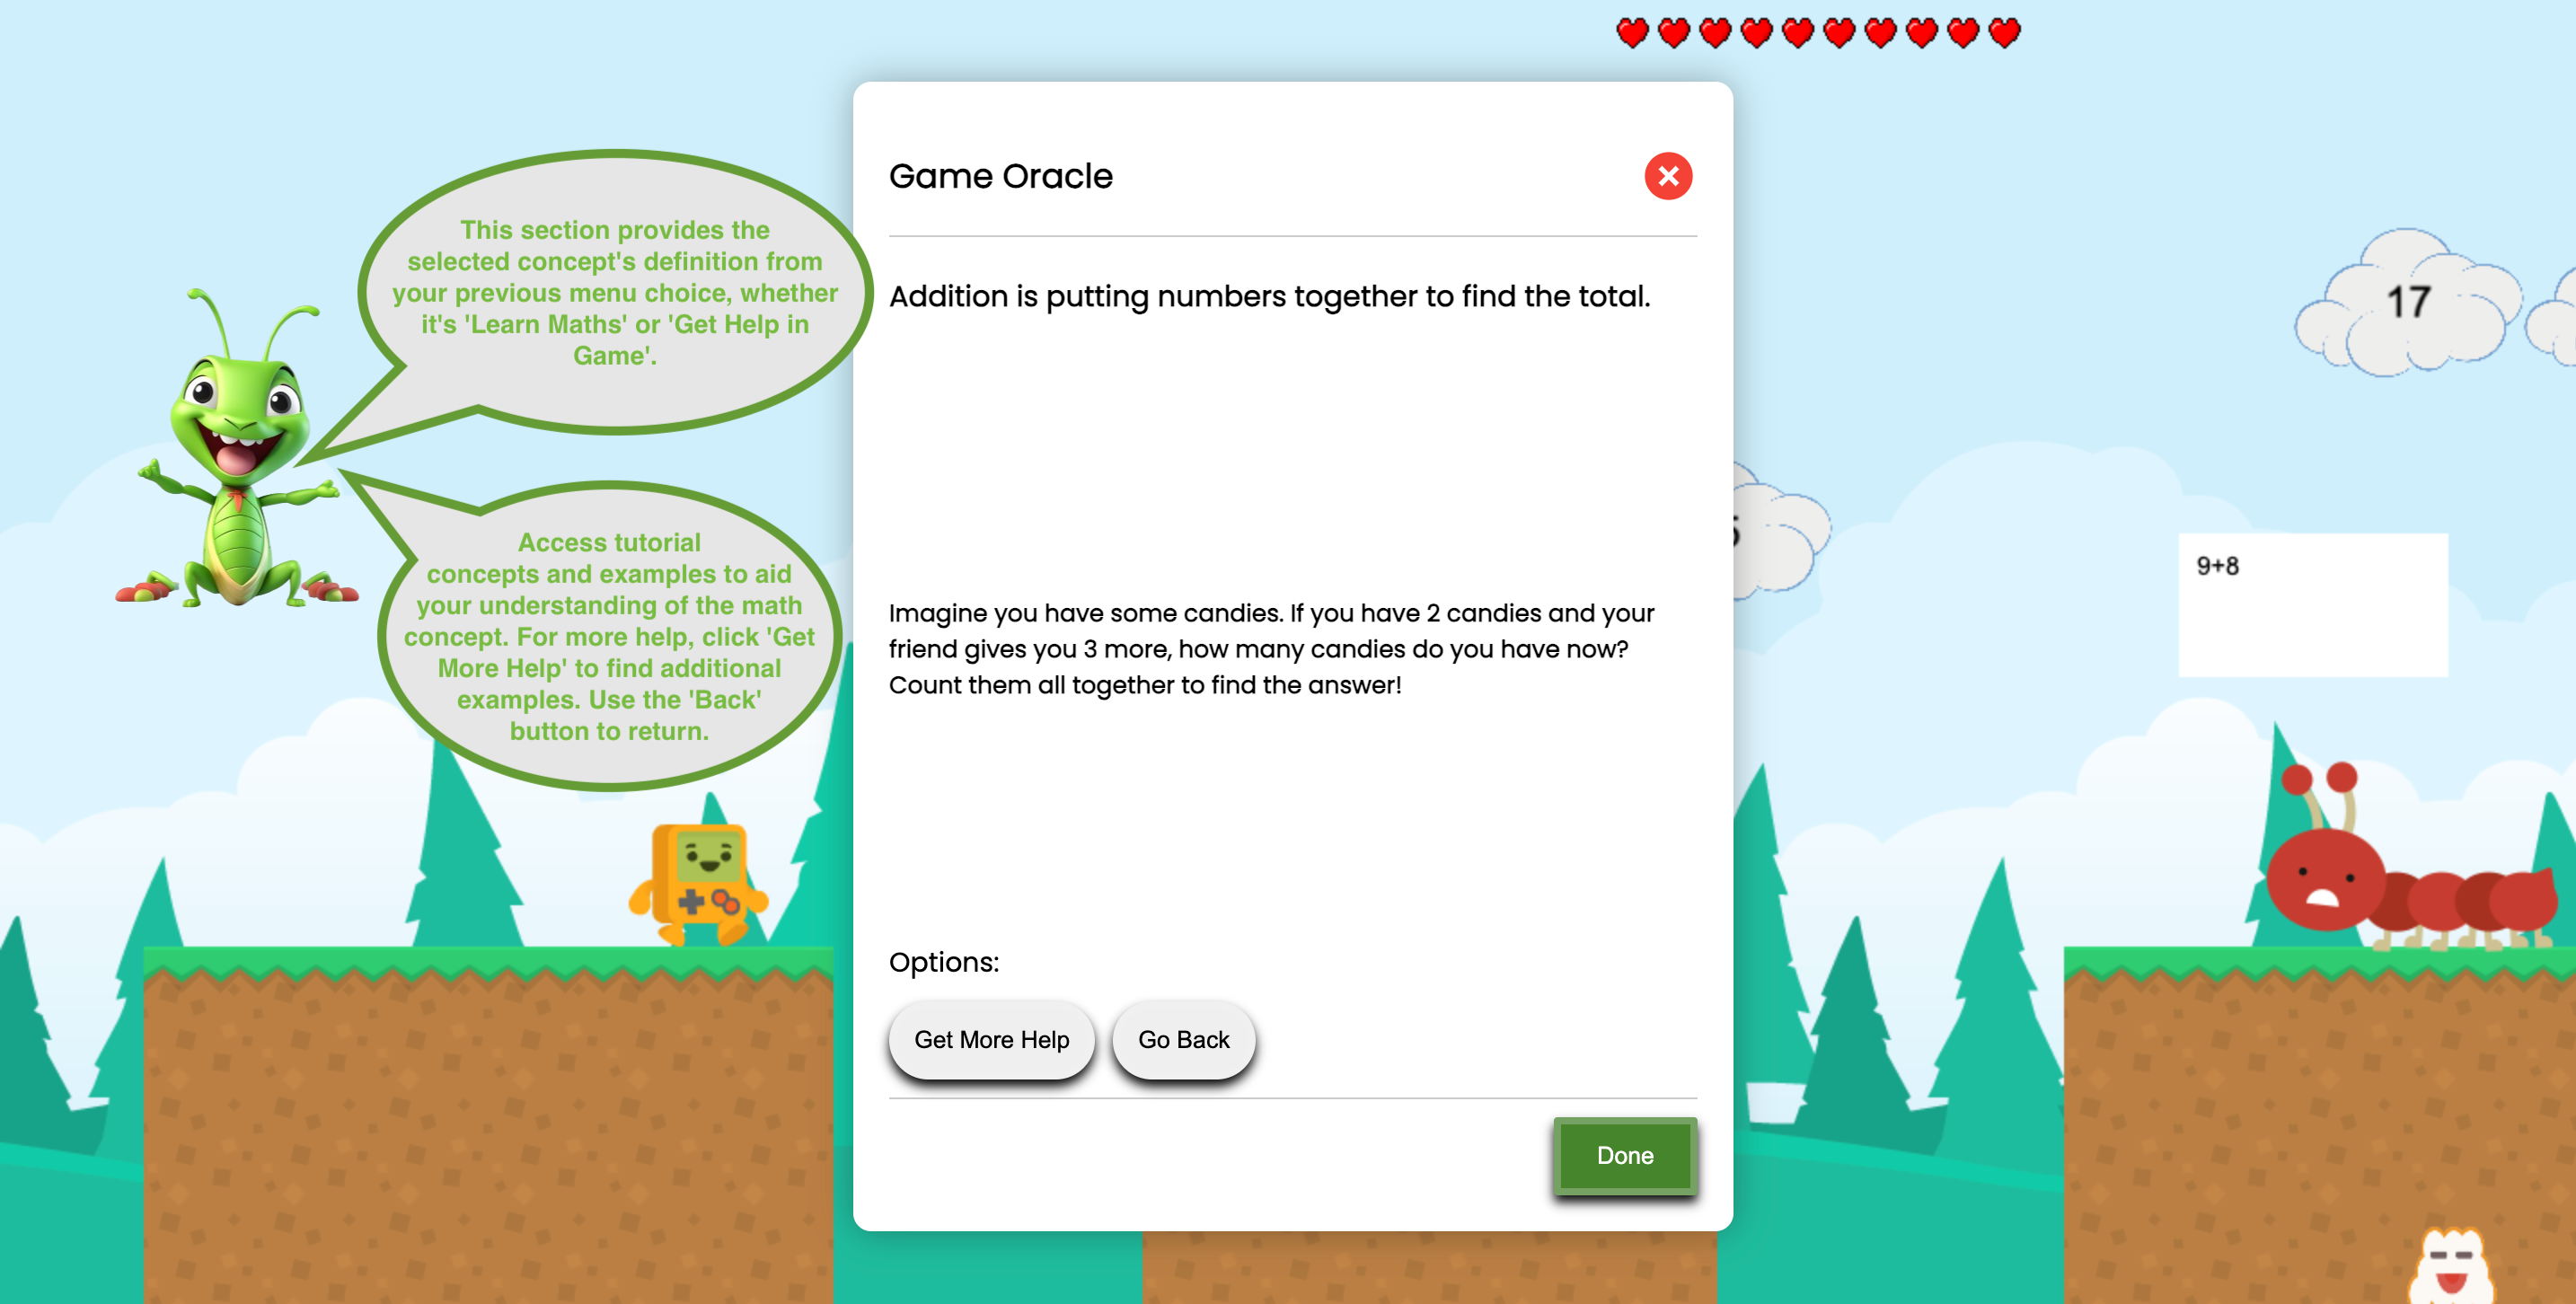 Game Oracle
This section provides the
selected concept's definition from
your previous menu choice, whether
it's 'Learn Maths' or 'Get Help in
Game'.
Addition is putting numbers together to find the total.
17
Access tutorial
concepts and examples to aid
your understanding of the math
concept. For more help, click 'Get
More Help' to find additional
examples. Use the 'Back'
button to return.
Imagine you have some candies. If you have 2 candies and your
friend gives you 3 more, how many candies do you have now?
Count them all together to find the answer!
9+8
Options:
Get More Help
Go Back
Done